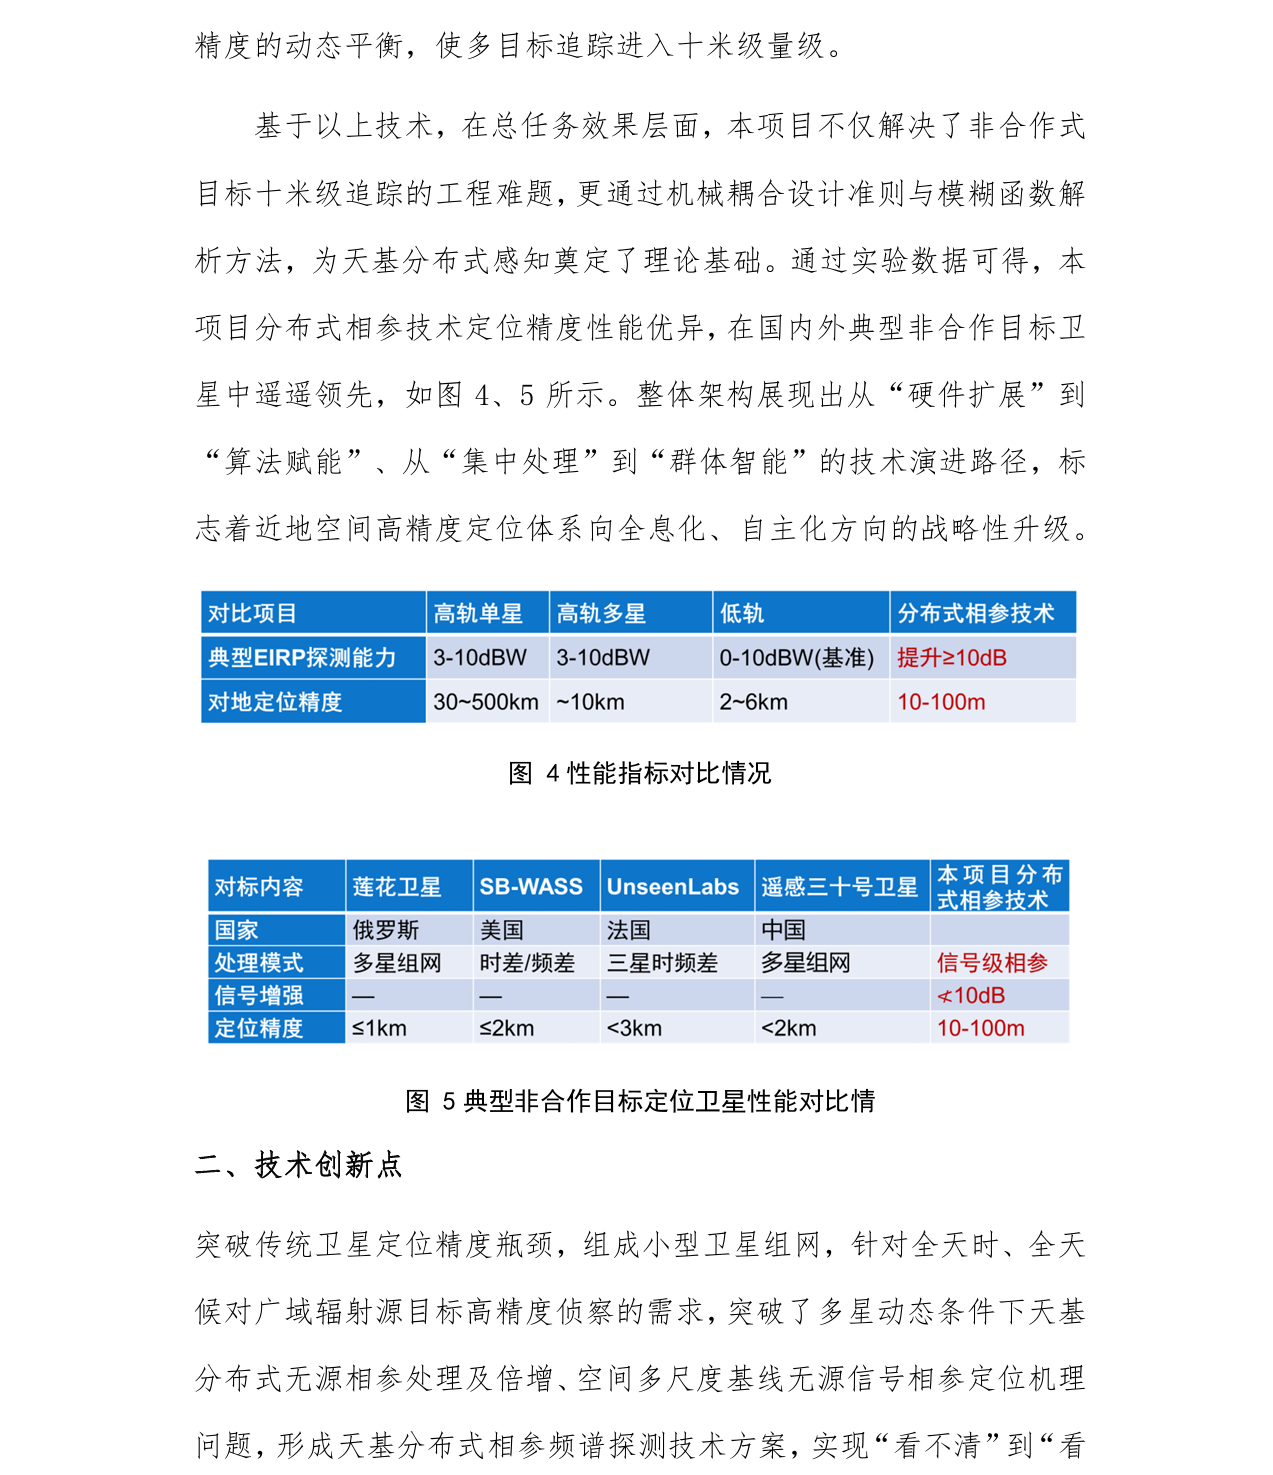 精度的动态平衡，使多目标追踪进入十米级量级。
基于以上技术，在总任务效果层面，本项目不仅解决了非合作式
目标十米级追踪的工程难题，更通过机械耦合设计准则与模糊函数解
析方法，为天基分布式感知奠定了理论基础。通过实验数据可得，本
项目分布式相参技术定位精度性能优异，在国内外典型非合作目标卫
星中遥遥领先，如图 4、5 所示。整体架构展现出从“硬件扩展”到
“算法赋能”、从“集中处理”到“群体智能”的技术演进路径，标
志着近地空间高精度定位体系向全息化、自主化方向的战略性升级。
对比项目 高轨单星 高轨多星 低轨 分布式相参技术
典型EIRP探测能力 3-10dBW 3-10dBW 0-10dBW(基准) 提升≥10dB
对地定位精度 30~500km ~10km 2~6km 10-100m
图 4 性能指标对比情况
对标内容 莲花卫星 SB-WASS UnseenLabs 遥感三十号卫星 本项目分布
式相参技术
国家 俄罗斯 美国 法国 中国
处理模式 多星组网 时差/频差 三星时频差 多星组网 信号级相参
信号增强 — — — — ≮10dB
定位精度 ≤1km ≤2km <3km <2km 10-100m
图 5 典型非合作目标定位卫星性能对比情
二、技术创新点
突破传统卫星定位精度瓶颈，组成小型卫星组网，针对全天时、全天
候对广域辐射源目标高精度侦察的需求，突破了多星动态条件下天基
分布式无源相参处理及倍增、空间多尺度基线无源信号相参定位机理
问题，形成天基分布式相参频谱探测技术方案，实现“看不清”到“看